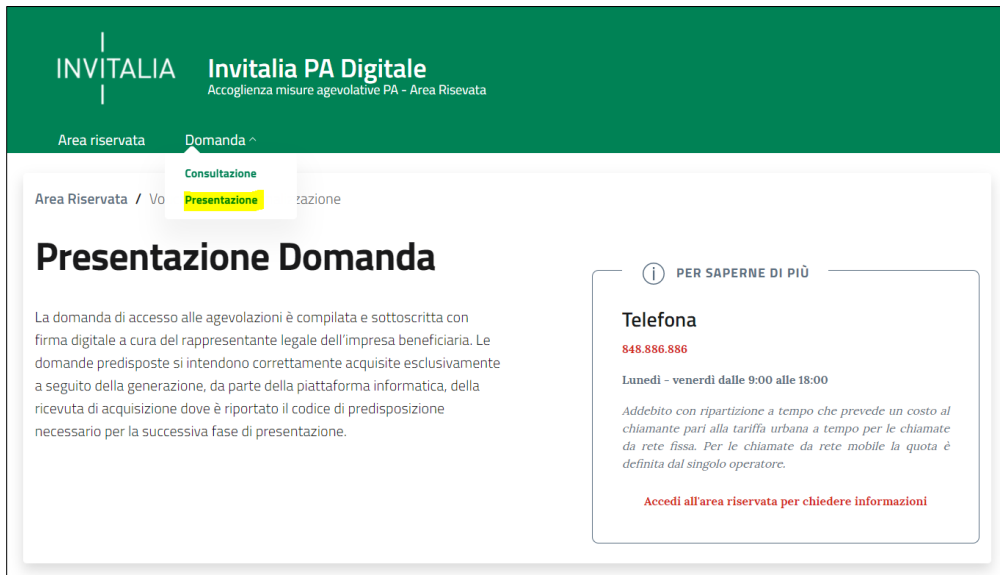 INVITALIA
Invitalia PA Digitale
Accoglienza misure agevolative PA - Area Risevata
Area riservata
Domanda
Consultazione
Presentazione
Area Riservata /
Presentazione Domanda
La domanda di accesso alle agevolazioni è compilata e sottoscritta con
firma digitale a cura del rappresentante legale dell'impresa beneficiaria. Le
domande predisposte si intendono correttamente acquisite esclusivamente
a seguito della generazione, da parte della piattaforma informatica, della
ricevuta di acquisizione dove è riportato il codice di predisposizione
necessario per la successiva fase di presentazione.
PER SAPERNE DI PIÙ
Telefona
848.886.886
Lunedì - venerdì dalle 9:00 alle 18:00
Addebito con ripartizione a tempo che prevede un costo al
chiamante pari alla tariffa urbana a tempo per le chiamate
da rete fissa. Per le chiamate da rete mobile la quota è
definita dal singolo operatore.
Accedi all'area riservata per chiedere informazioni